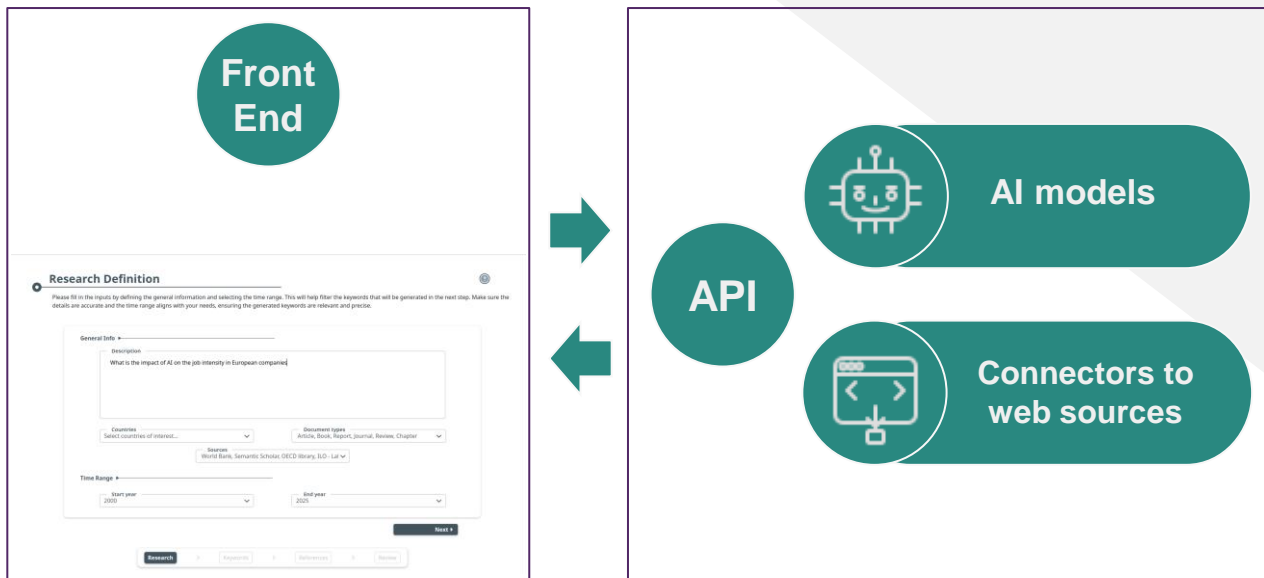 Front
End
Research Definition
Please fill in the inputs by defining the general information and selecting the time range. This will help filter the keywords that will be generated in the next step. Make sure the
details are accurate and the time range aligns with your needs, ensuring the generated keywords are relevant and precise.
General Info
Description
What is the impact of AI on the job intensity in European companies
Countries
Select countries of interest...
Document types
Article, Book, Report, Journal, Review, Chapter
Sources
World Bank, Semantic Scholar, OECD library, ILO - Lab
Time Range
Start year
2000
End year
2025
Next
Research
Keywords
References
Review
API
AI models
Connectors to
web sources